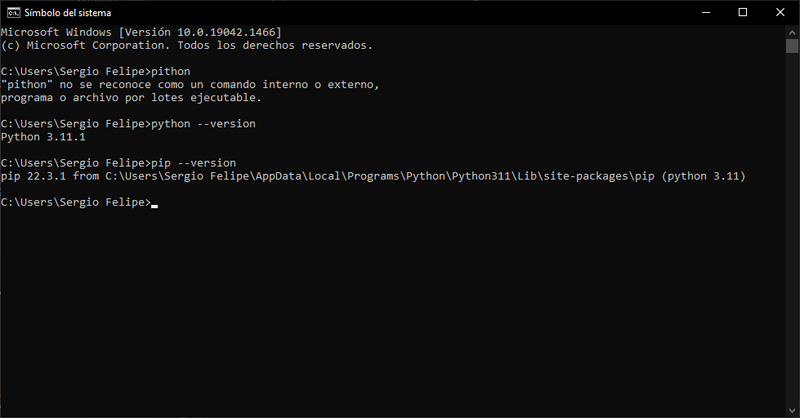 Símbolo del sistema
Microsoft Windows [Versión 10.0.19042.1466]
(c) Microsoft Corporation. Todos los derechos reservados.
C:\Users\Sergio Felipe>pithon
"pithon" no se reconoce como un comando interno o externo,
programa o archivo por lotes ejecutable.
C:\Users\Sergio Felipe>python --version
Python 3.11.1
C:\Users\Sergio Felipe>pip --version
pip 22.3.1 from C:\Users\Sergio Felipe\AppData\Local\Programs\Python\Python311\Lib\site-packages\pip (python 3.11)
C:\Users\Sergio Felipe>